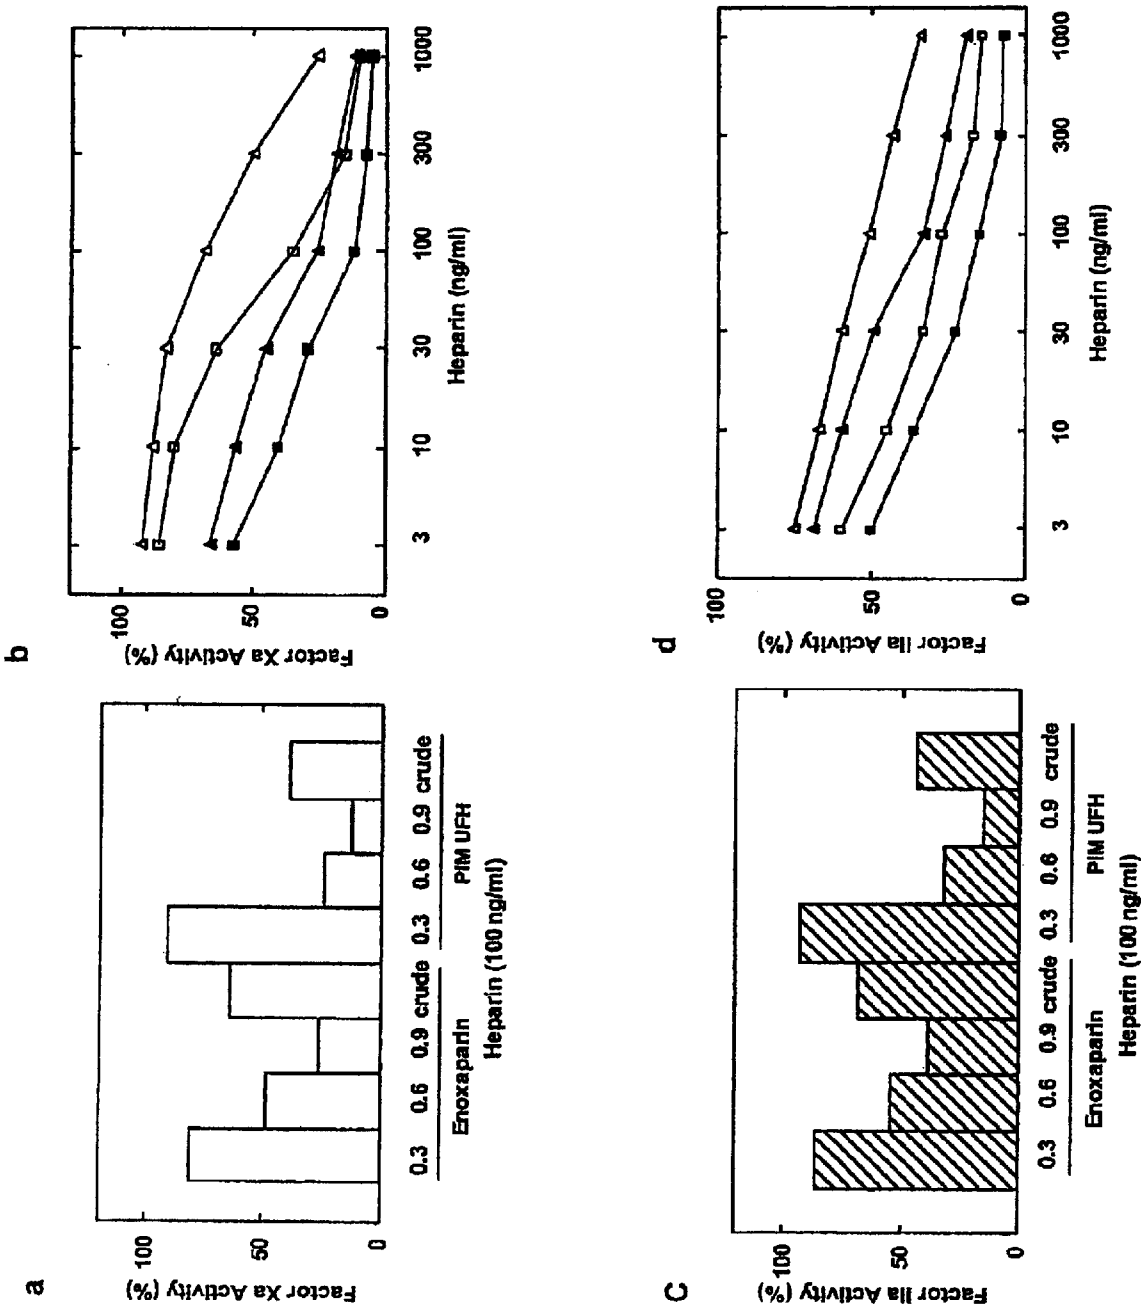 a
Factor Xa Activity (%)
100
50
0
0.3 0.6 0.9 crude 0.3 0.6 0.9 crude
Enoxaparin PIM UFH
Heparin (100 ng/ml)
b
Factor Xa Activity (%)
100
50
0
3 10 30 100 300 1000
Heparin (ng/ml)
C
Factor IIa Activity (%)
100
50
0
0.3 0.6 0.9 crude 0.3 0.6 0.9 crude
Enoxaparin PIM UFH
Heparin (100 ng/ml)
d
Factor IIa Activity (%)
100
50
0
3 10 30 100 300 1000
Heparin (ng/ml)